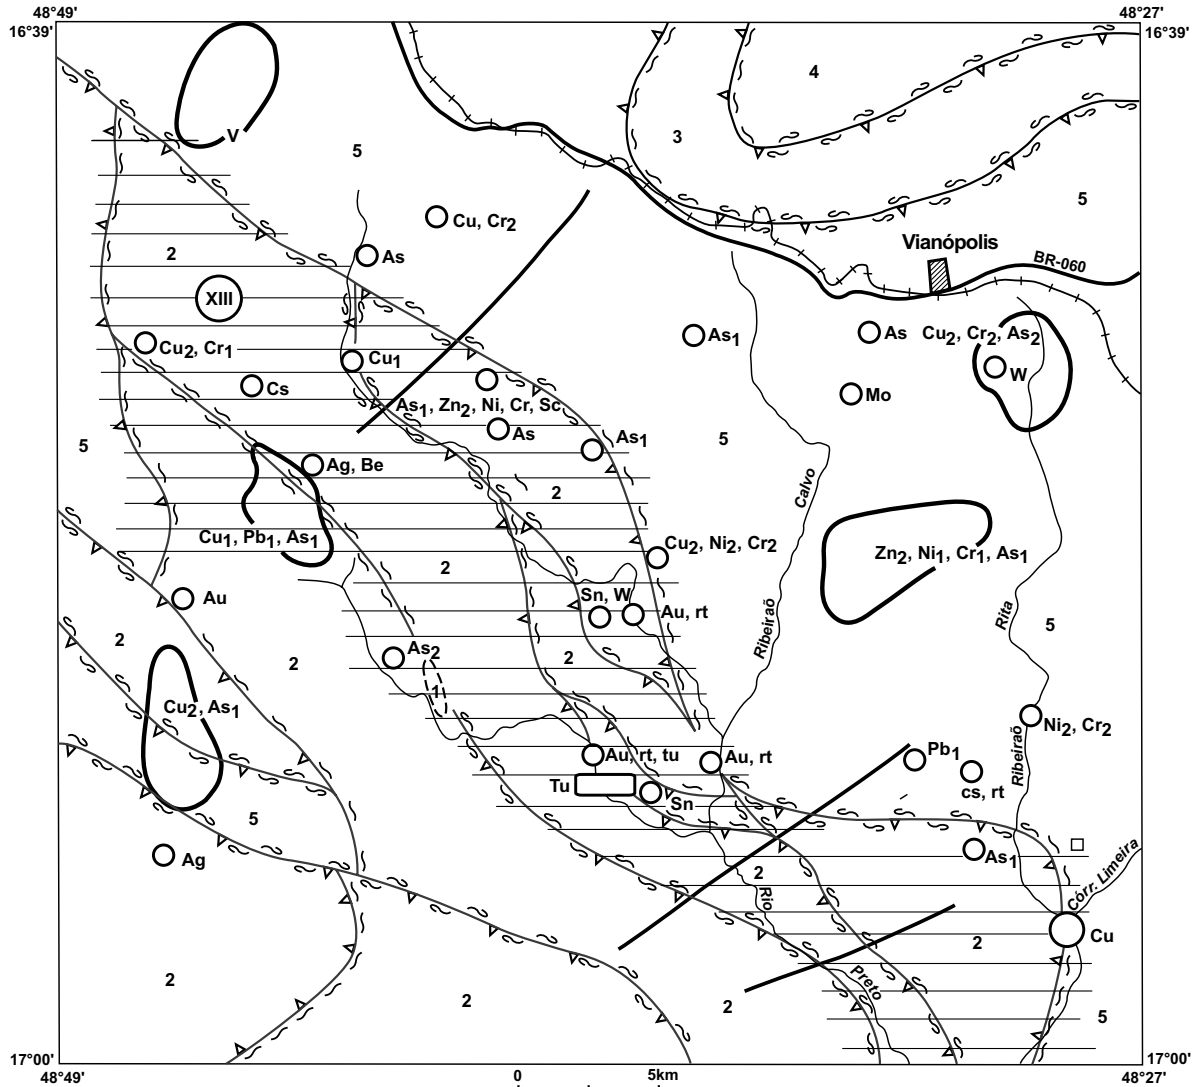 48°49' 48°27'
16°39' 16°39'
4
V
3
5
5
Cu, Cr2
Vianópolis
2
As
BR-060
XIII
As1
As
Cu2, Cr2, As2
Cu2, Cr1
Cu1
W
Cs
Mo
As1, Zn2, Ni, Cr, Sc
As
As1
5
5
Ag, Be
Calvo
2
Cu1, Pb1, As1
Cu2, Ni2, Cr2
Zn2, Ni1, Cr1, As1
2
Au
Sn, W
Au, rt
Ribeiraõ
Rita
5
2
2
As2
2
1
Cu2, As1
Ni2, Cr2
Ribeiraõ
Au, rt, tu
Au, rt
Pb1
Tu
Sn
cs, rt
5
Ag
As1
Córr. Limeira
2
Rio
Cu
2
2
2
Preto
2
5
17°00' 17°00'
48°49' 0 5km 48°27'